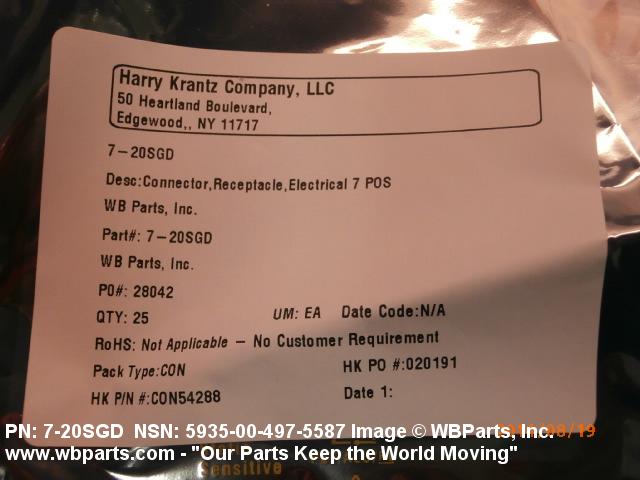 Harry Krantz Company, LLC
50 Heartland Boulevard,
Edgewood,, NY 11717
7-20SGD
Desc:Connector,Receptacle,Electrical 7 POS
WB Parts, Inc.
Part#: 7-20SGD
WB Parts, Inc.
PO#: 28042
QTY: 25 UM: EA Date Code:N/A
RoHS: Not Applicable - No Customer Requirement
Pack Type:CON HK PO #:020191
HK P/N #:CON54288 Date 1:
PN: 7-20SGD NSN: 5935-00-497-5587 Image © WBParts, Inc.
www.wbparts.com - "Our Parts Keep the World Moving"
Sensitive